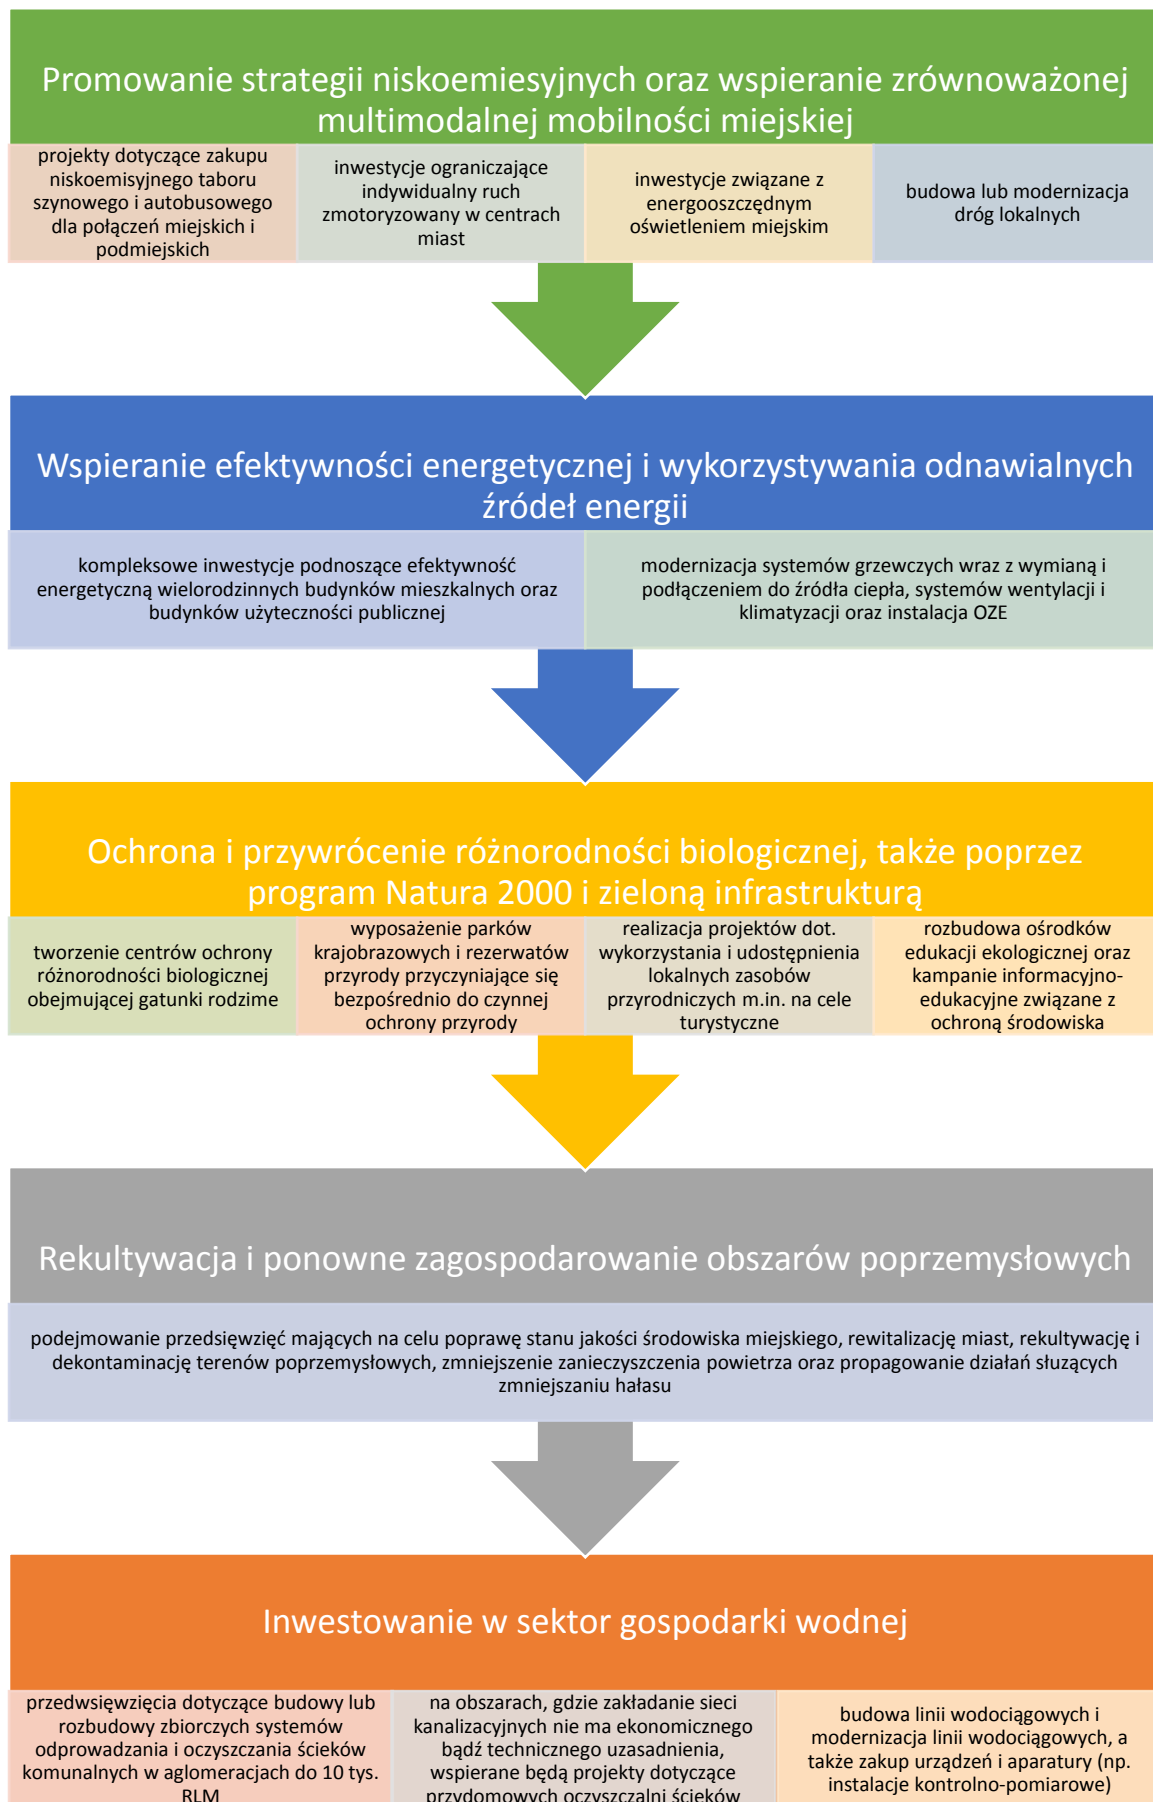 Promowanie strategii niskoemiesyjnych oraz wspieranie zrównoważonej
multimodalnej mobilności miejskiej
projekty dotyczące zakupu
niskoemisyjnego taboru
szynowego i autobusowego
dla połączeń miejskich i
podmiejskich
inwestycje ograniczające
indywidualny ruch
zmotoryzowany w centrach
miast
inwestycje związane z
energooszczędnym
oświetleniem miejskim
budowa lub modernizacja
dróg lokalnych
Wspieranie efektywności energetycznej i wykorzystywania odnawialnych
źródeł energii
kompleksowe inwestycje podnoszące efektywność
energetyczną wielorodzinnych budynków mieszkalnych oraz
budynków użyteczności publicznej
modernizacja systemów grzewczych wraz z wymianą i
podłączeniem do źródła ciepła, systemów wentylacji i
klimatyzacji oraz instalacja OZE
Ochrona i przywrócenie różnorodności biologicznej, także poprzez
program Natura 2000 i zieloną infrastrukturą
tworzenie centrów ochrony
różnorodności biologicznej
obejmującej gatunki rodzime
wyposażenie parków
krajobrazowych i rezerwatów
przyrody przyczyniające się
bezpośrednio do czynnej
ochrony przyrody
realizacja projektów dot.
wykorzystania i udostępnienia
lokalnych zasobów
przyrodniczych m.in. na cele
turystyczne
rozbudowa ośrodków
edukacji ekologicznej oraz
kampanie informacyjno-
edukacyjne związane z
ochroną środowiska
Rekultywacja i ponowne zagospodarowanie obszarów poprzemysłowych
podejmowanie przedsięwzięć mających na celu poprawę stanu jakości środowiska miejskiego, rewitalizację miast, rekultywację i
dekontaminację terenów poprzemysłowych, zmniejszenie zanieczyszczenia powietrza oraz propagowanie działań służących
zmniejszaniu hałasu
Inwestowanie w sektor gospodarki wodnej
przedwsięwzięcia dotyczące budowy lub
rozbudowy zbiorczych systemów
odprowadzania i oczyszczania ścieków
komunalnych w aglomeracjach do 10 tys.
RLM
na obszarach, gdzie zakładanie sieci
kanalizacyjnych nie ma ekonomicznego
bądź technicznego uzasadnienia,
wspierane będą projekty dotyczące
przydomowych oczyszczalni ścieków
budowa linii wodociągowych i
modernizacja linii wodociągowych, a
także zakup urządzeń i aparatury (np.
instalacje kontrolno-pomiarowe)